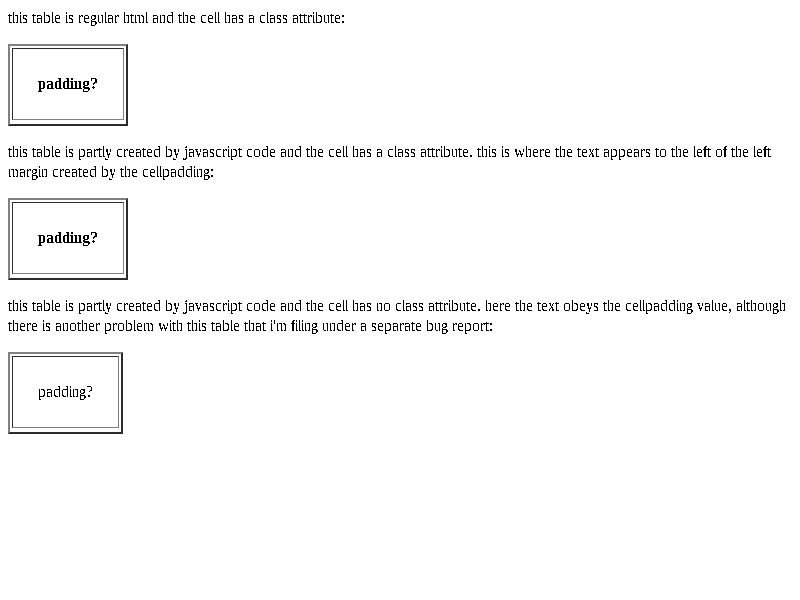 this table is regular html and the cell has a class attribute:
padding?
this table is partly created by javascript code and the cell has a class attribute. this is where the text appears to the left of the left
margin created by the cellpadding:
padding?
this table is partly created by javascript code and the cell has no class attribute. here the text obeys the cellpadding value, although
there is another problem with this table that i'm filing under a separate bug report:
padding?